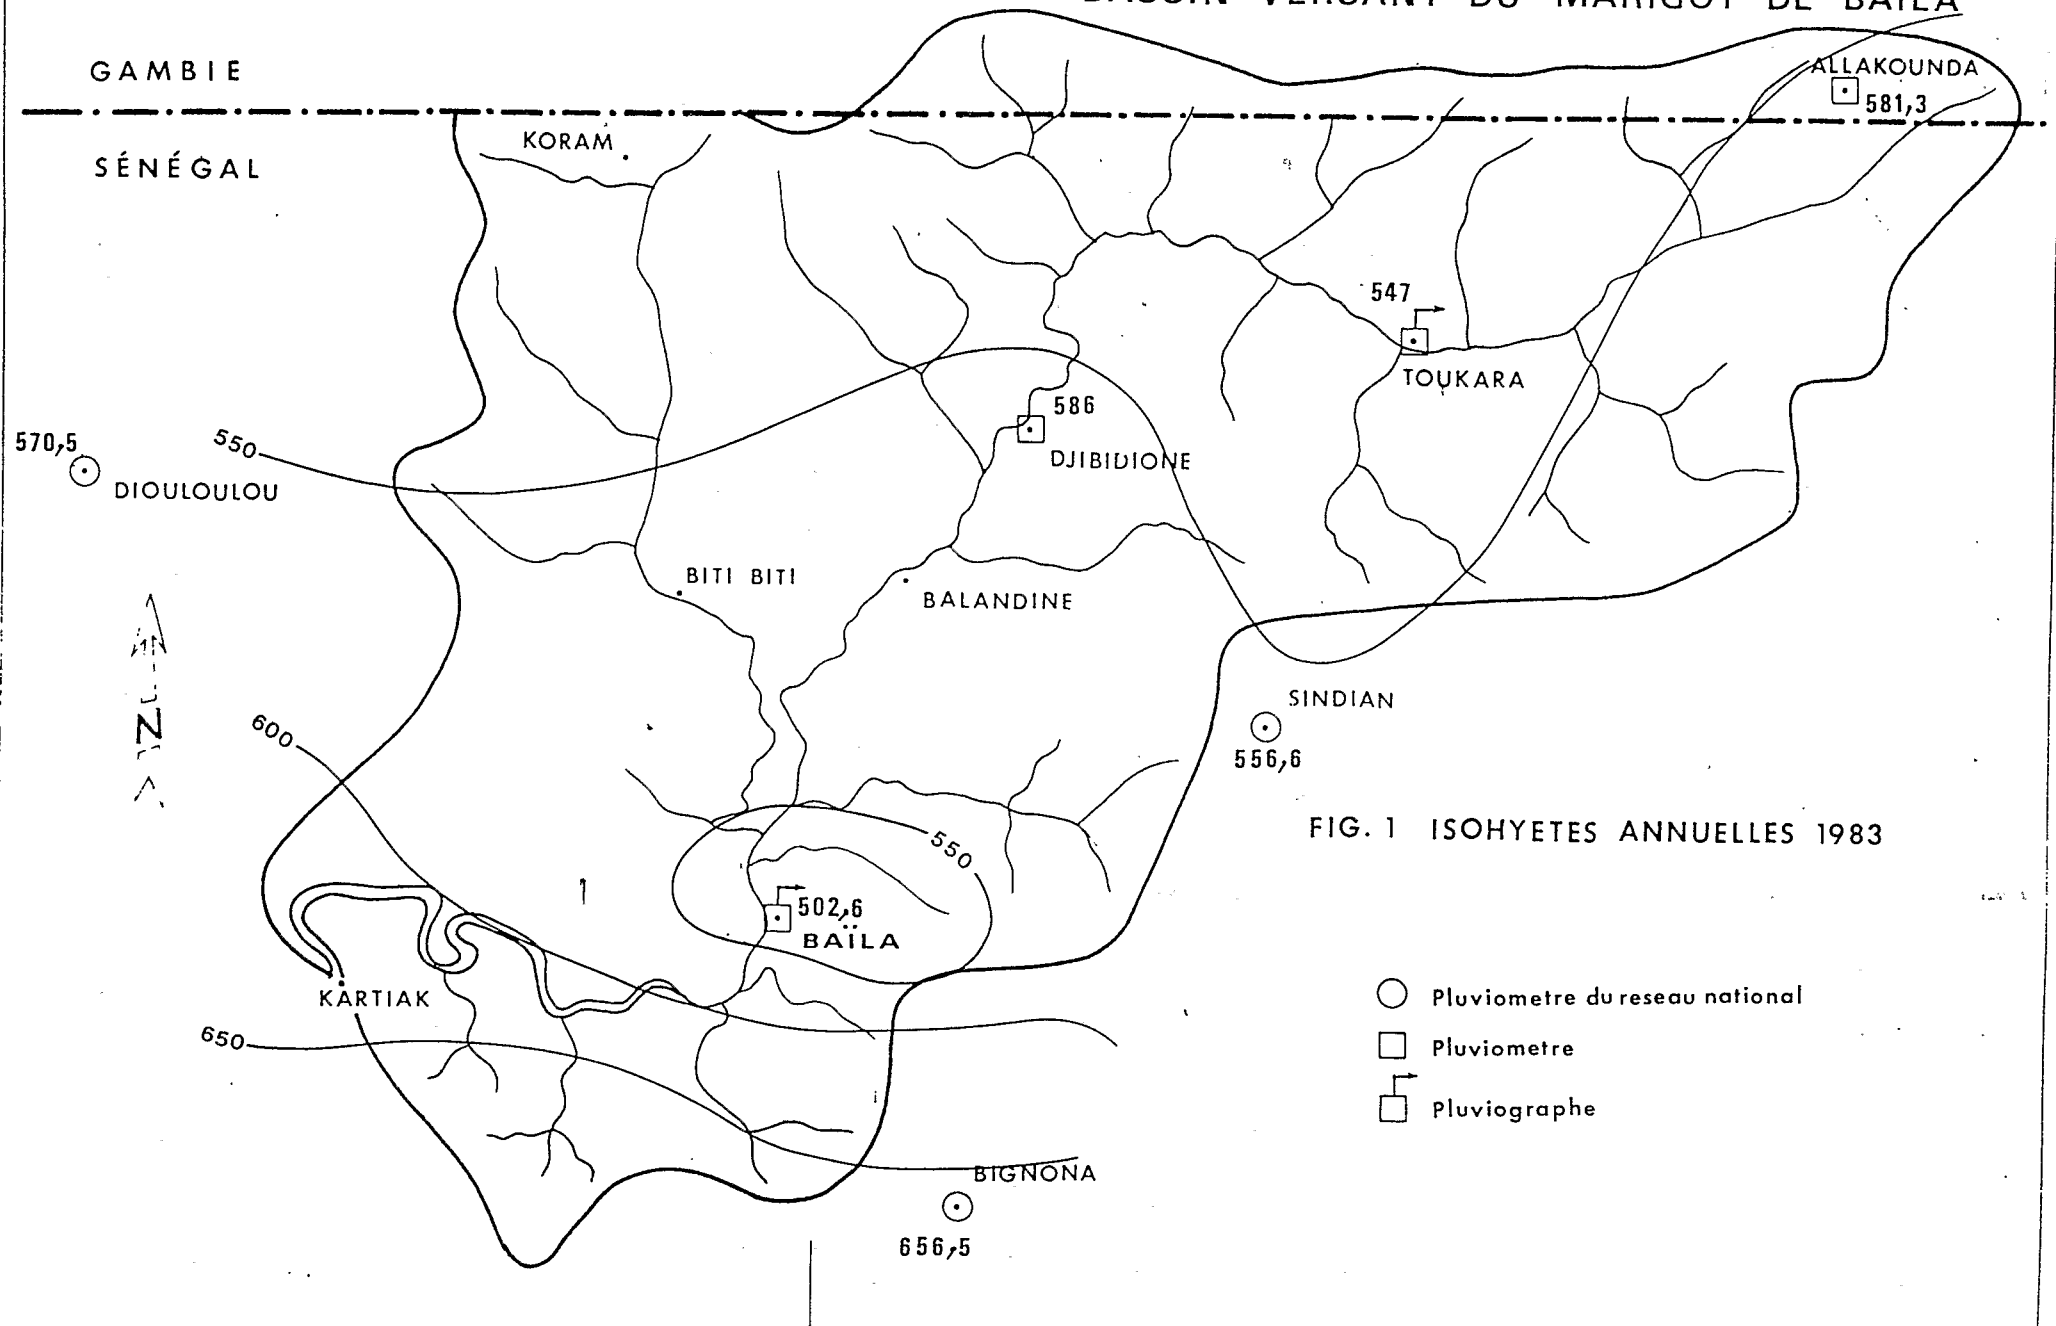 BASSIN VERSANT DU MARIGOT DE BAILA
GAMBIE
ALLAKOUNDA
581,3
KORAM
SÉNÉGAL
547
TOUKARA
586
DJIBIDIONE
570,5
550
DIOULOULOU
BITI BITI
BALANDINE
N
SINDIAN
556,6
600
FIG. 1 ISOHYETES ANNUELLES 1983
550
502,6
BAÏLA
KARTIAK
Pluviometre du reseau national
650
Pluviometre
Pluviographe
BIGNONA
656,5